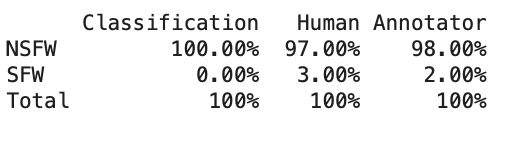 Classification Human Annotator
NSFW 100.00% 97.00% 98.00%
SFW 0.00% 3.00% 2.00%
Total 100% 100% 100%